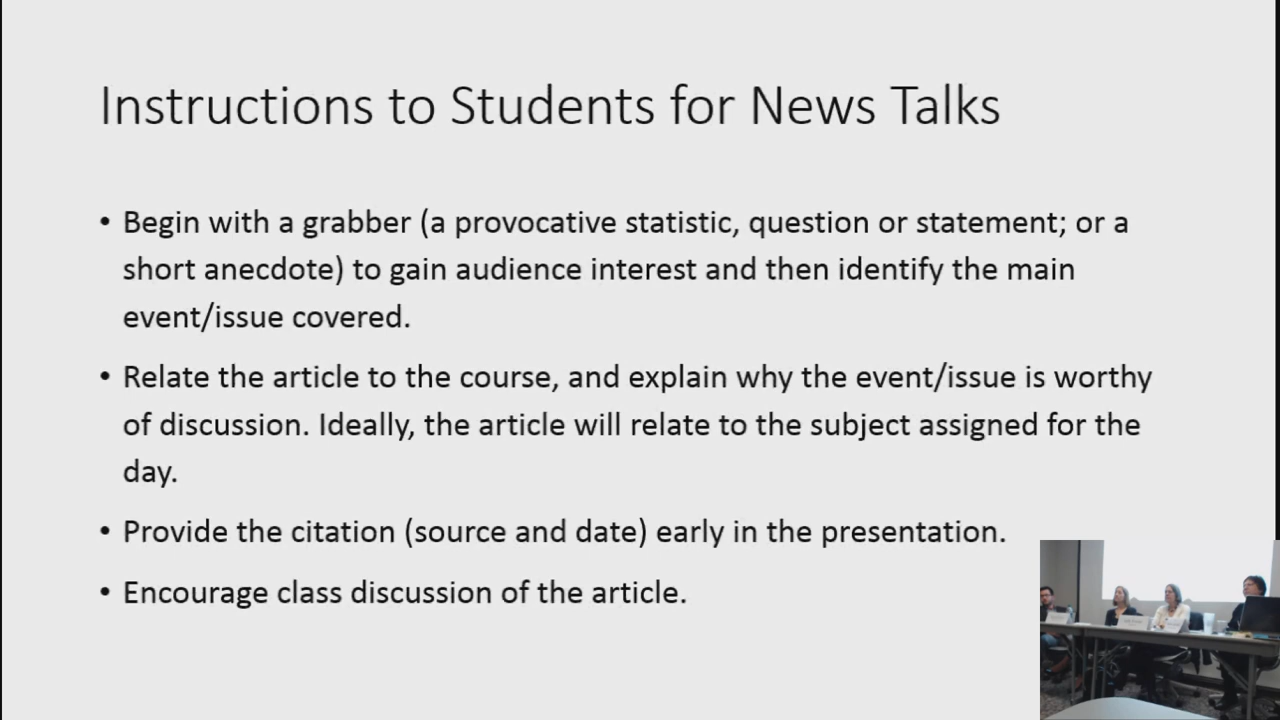 Instructions to Students for News Talks
• Begin with a grabber (a provocative statistic, question or statement; or a
short anecdote) to gain audience interest and then identify the main
event/issue covered.
• Relate the article to the course, and explain why the event/issue is worthy
of discussion. Ideally, the article will relate to the subject assigned for the
day.
• Provide the citation (source and date) early in the presentation.
• Encourage class discussion of the article.